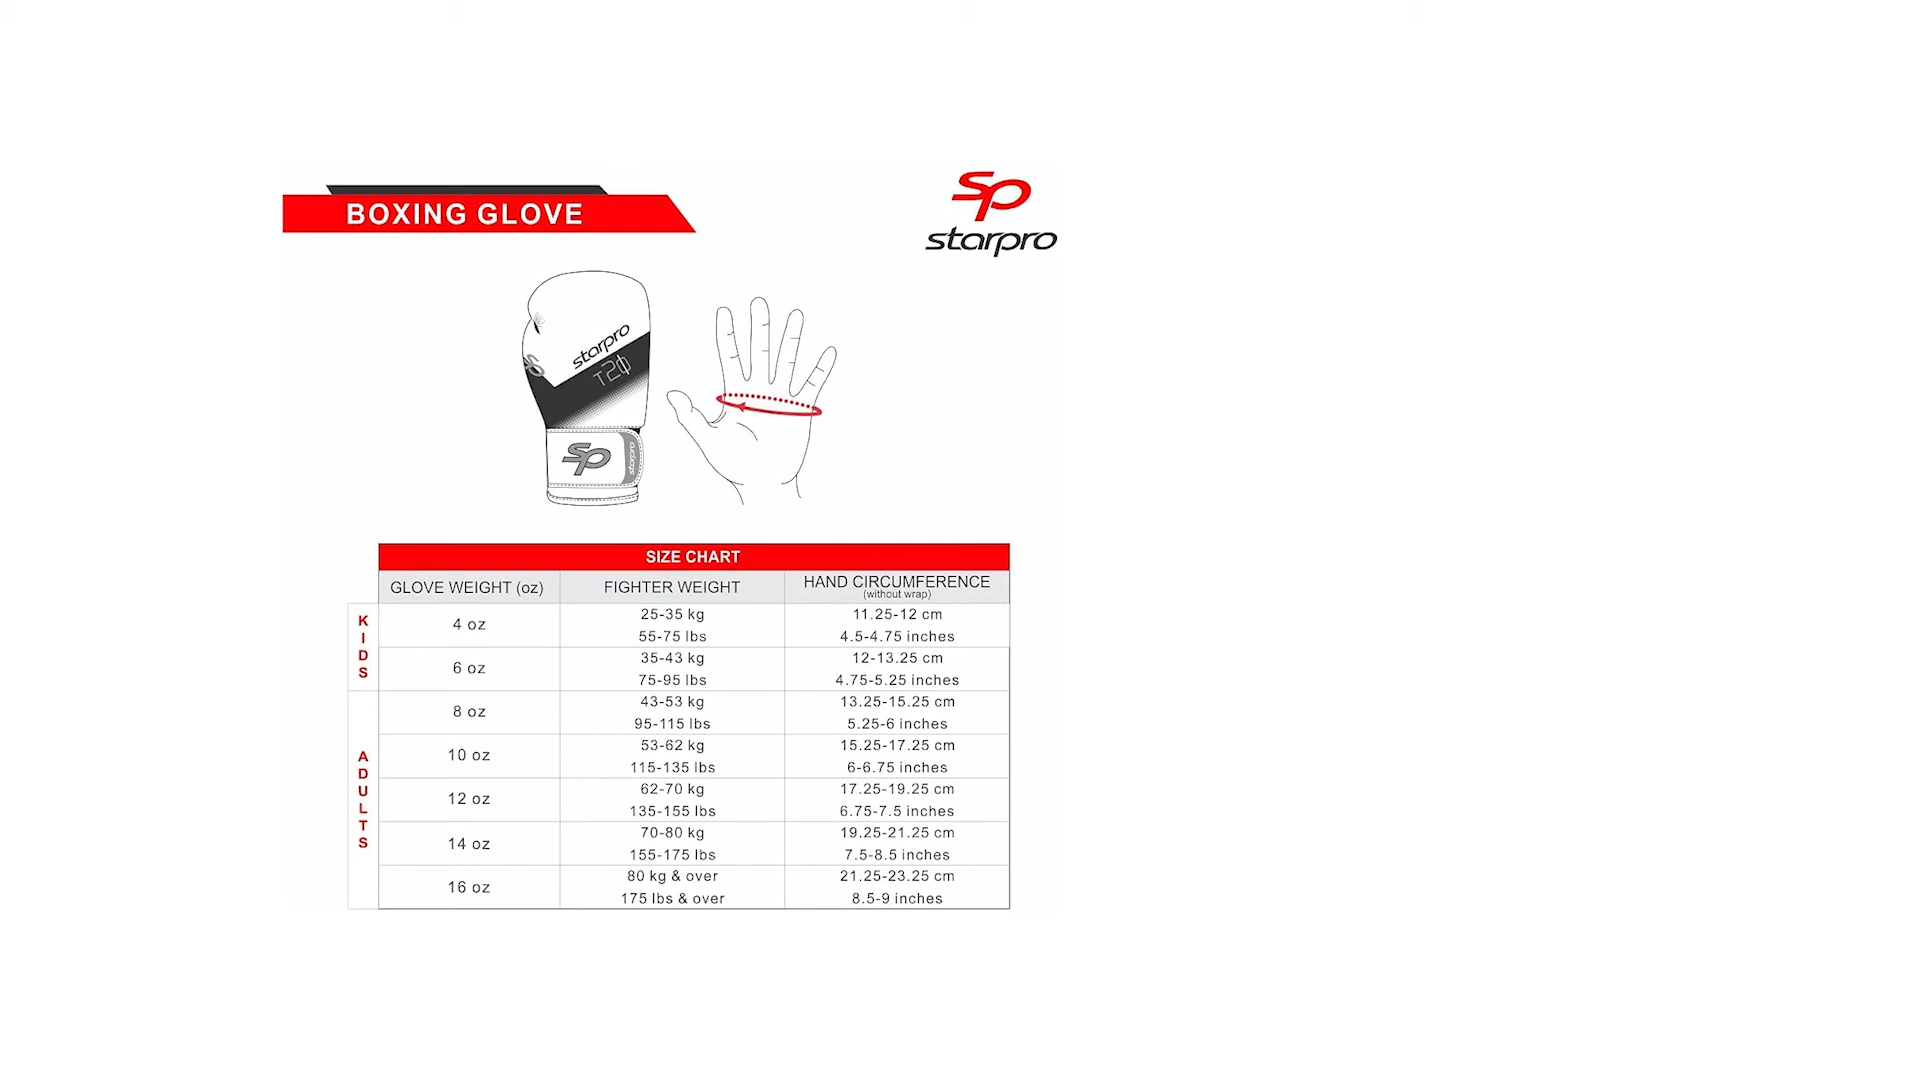 BOXING GLOVE
sp
starpro
starpro
T20
sp
starpro
SIZE CHART
GLOVE WEIGHT (oz) FIGHTER WEIGHT HAND CIRCUMFERENCE
(without wrap)
KIDS
4 oz 25-35 kg 11.25-12 cm
55-75 lbs 4.5-4.75 inches
6 oz 35-43 kg 12-13.25 cm
75-95 lbs 4.75-5.25 inches
ADULTS
8 oz 43-53 kg 13.25-15.25 cm
95-115 lbs 5.25-6 inches
10 oz 53-62 kg 15.25-17.25 cm
115-135 lbs 6-6.75 inches
12 oz 62-70 kg 17.25-19.25 cm
135-155 lbs 6.75-7.5 inches
14 oz 70-80 kg 19.25-21.25 cm
155-175 lbs 7.5-8.5 inches
16 oz 80 kg & over 21.25-23.25 cm
175 lbs & over 8.5-9 inches